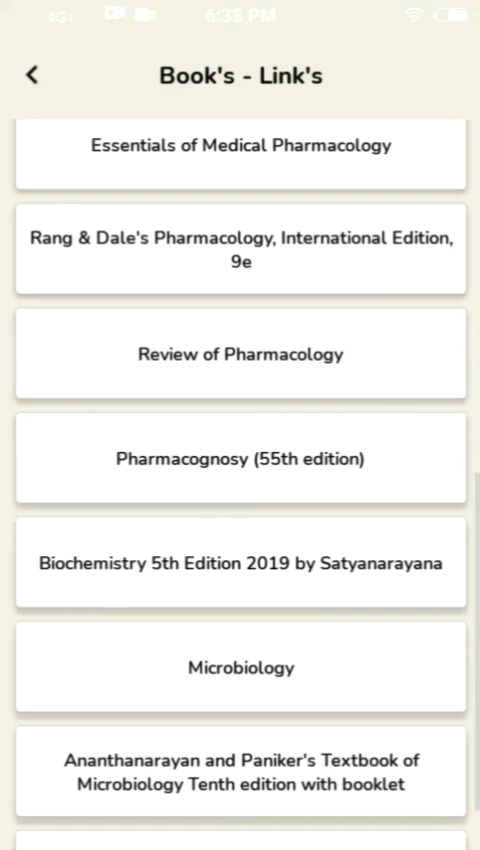 4G
6:38 PM
Book's - Link's
Essentials of Medical Pharmacology
Rang & Dale's Pharmacology, International Edition,
9e
Review of Pharmacology
Pharmacognosy (55th edition)
Biochemistry 5th Edition 2019 by Satyanarayana
Microbiology
Ananthanarayan and Paniker's Textbook of
Microbiology Tenth edition with booklet